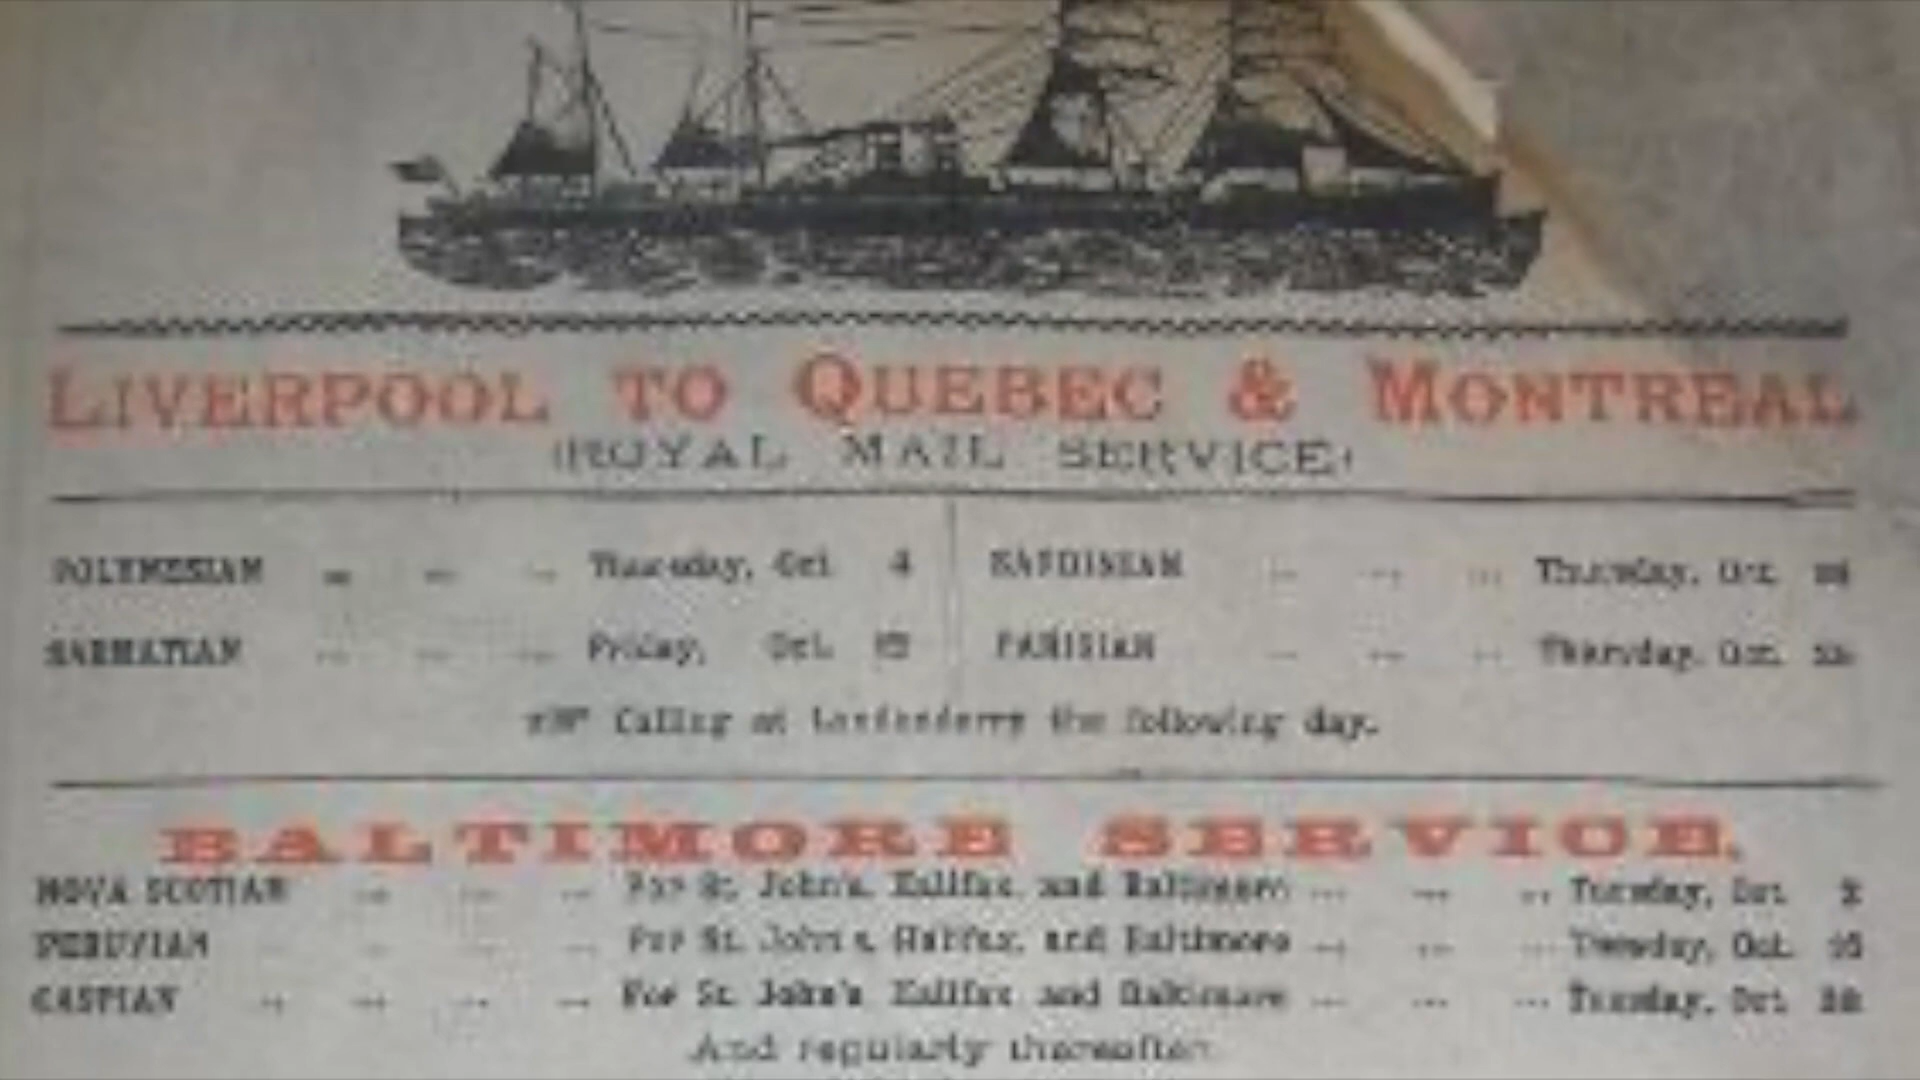 LIVERPOOL TO QUEBEC & MONTREAL
(ROYAL MAIL SERVICE)
POLYNESIAN ... ... ... Thursday, Oct. 4
SARMATIAN ... ... ... Friday, Oct.
SARDINIAN ... ... ... Thursday, Oct.
PARISIAN ... ... ... Thursday, Oct.
Calling at Londonderry the following day.
BALTIMORE SERVICE.
NOVA SCOTIAN ... ... ... For St. John's, Halifax, and Baltimore ... ... ... Tuesday, Oct. 2
PERUVIAN ... ... ... For St. John's, Halifax, and Baltimore ... ... ... Tuesday, Oct. 16
CASPIAN ... ... ... ... For St. John's, Halifax and Baltimore ... ... ... Tuesday, Oct.
And regularly thereafter.